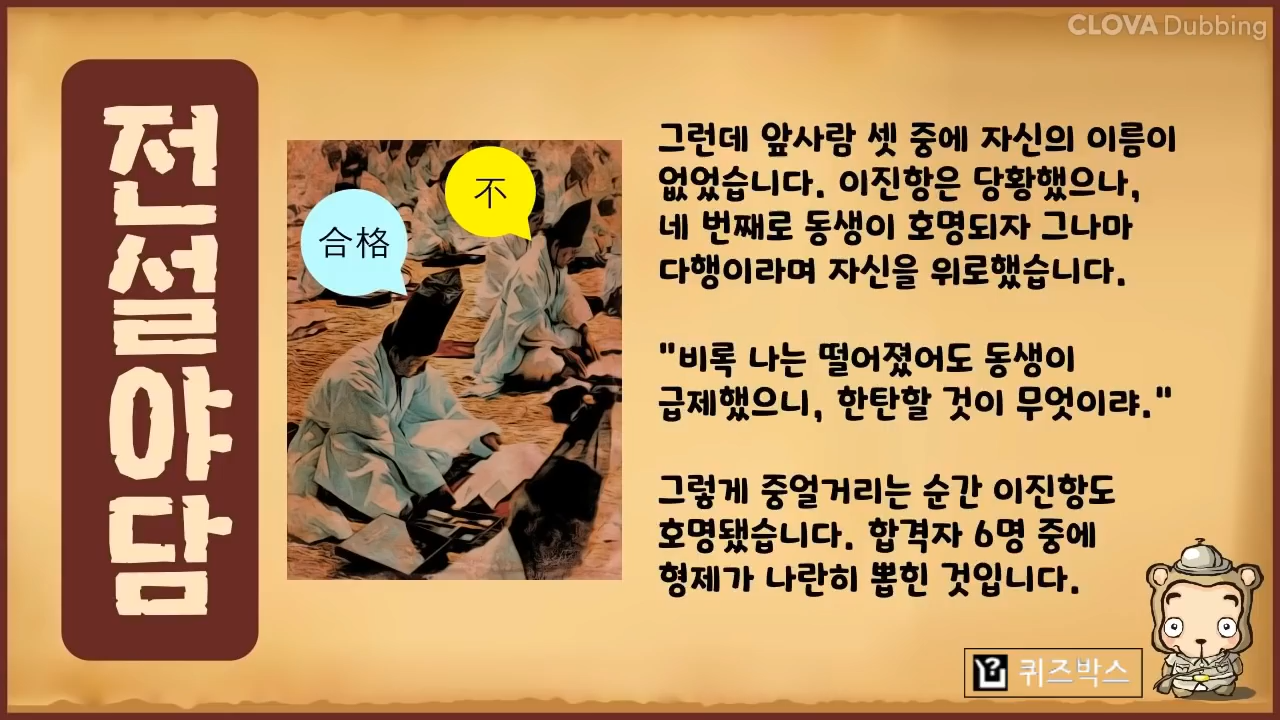 CLOVA Dubbing
전설야담
不
合格
그런데 앞사람 셋 중에 자신의 이름이
없었습니다. 이진항은 당황했으나,
네 번째로 동생이 호명되자 그나마
다행이라며 자신을 위로했습니다.
"비록 나는 떨어졌어도 동생이
급제했으니, 한탄할 것이 무엇이랴."
그렇게 중얼거리는 순간 이진항도
호명됐습니다. 합격자 6명 중에
형제가 나란히 뽑힌 것입니다.
퀴즈박스